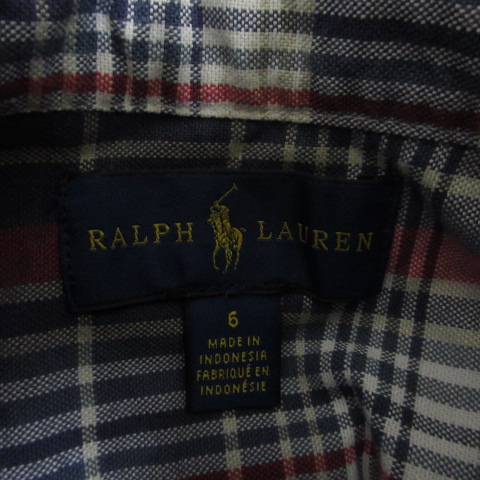 RALPH LAUREN
6
MADE IN
INDONESIA
FABRIQUÉ EN
INDONÉSIE